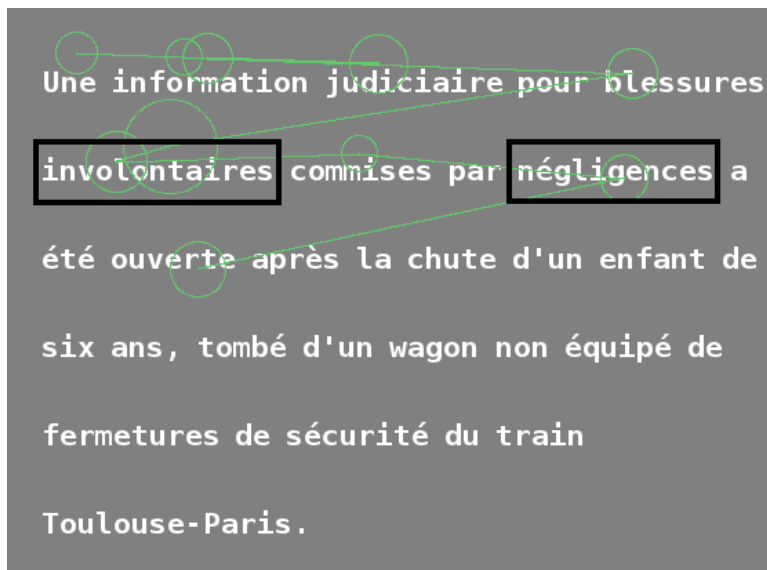 Une information judiciaire pour blessures
involontaires commises par négligences a
été ouverte après la chute d'un enfant de
six ans, tombé d'un wagon non équipé de
fermetures de sécurité du train
Toulouse-Paris.